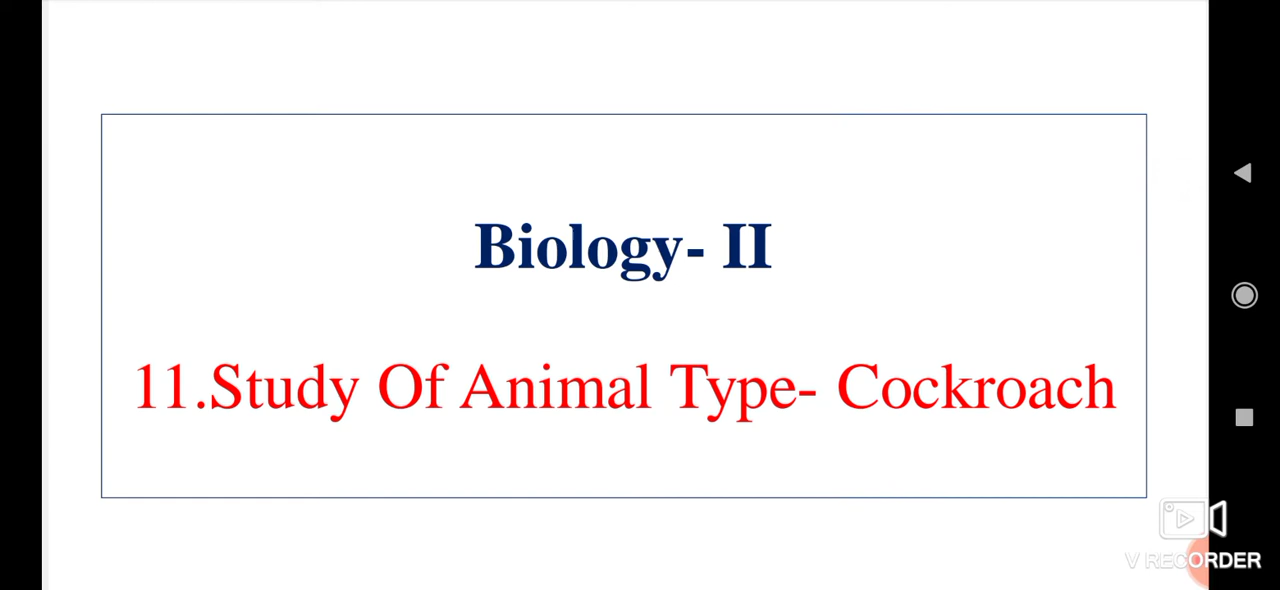 Biology- II
11.Study Of Animal Type- Cockroach
V RECORDER